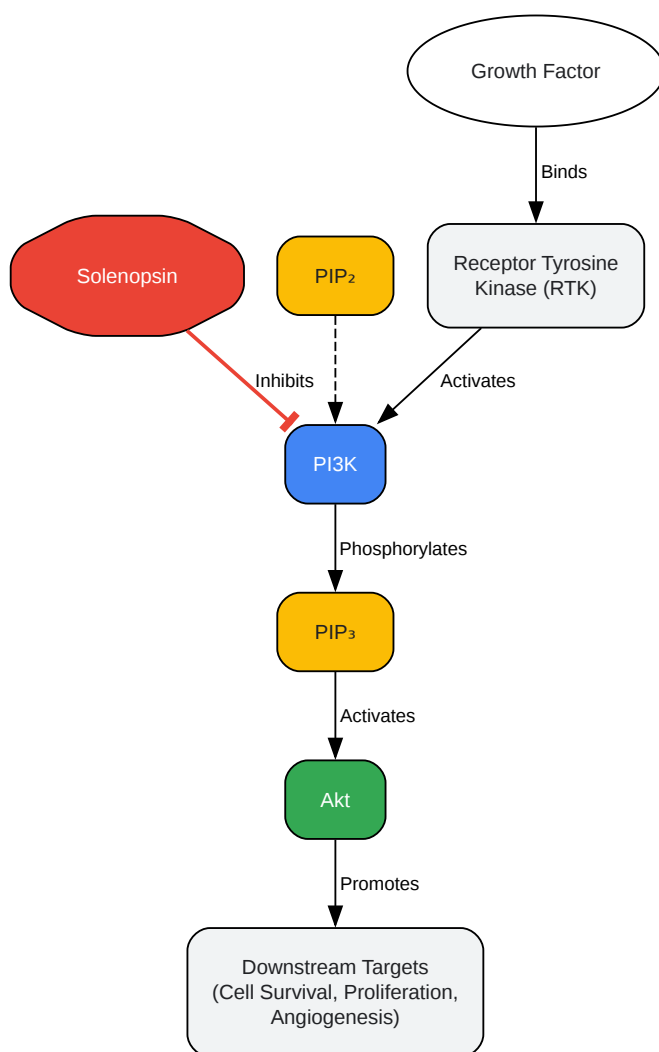 Growth Factor
Binds
Solenopsin
PIP₂
Receptor Tyrosine
Kinase (RTK)
Inhibits
Activates
PI3K
Phosphorylates
PIP₃
Activates
Akt
Promotes
Downstream Targets
(Cell Survival, Proliferation,
Angiogenesis)